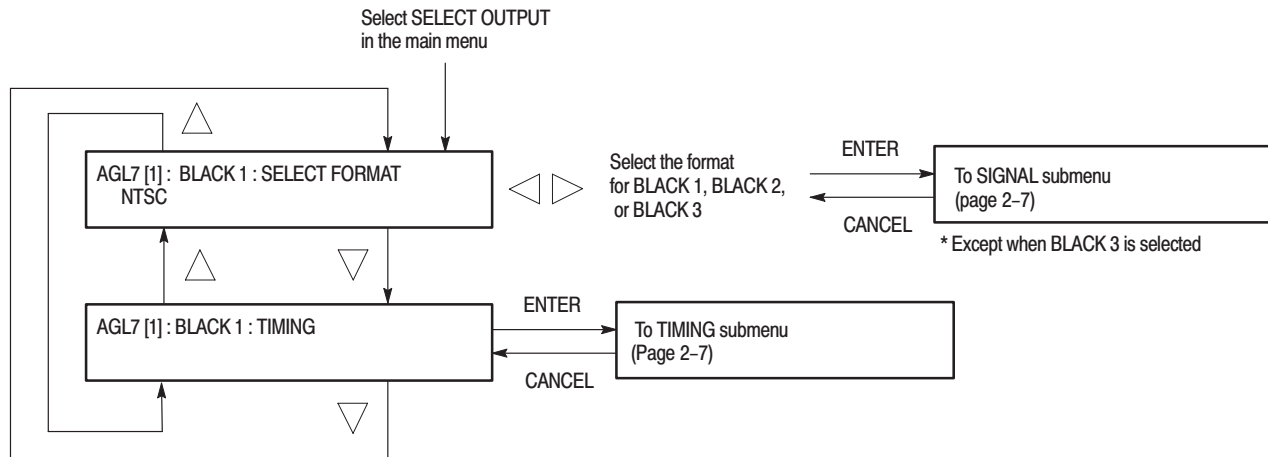 Select SELECT OUTPUT
in the main menu
AGL7 [1] : BLACK 1 : SELECT FORMAT
NTSC
Select the format
for BLACK 1, BLACK 2,
or BLACK 3
ENTER
CANCEL
To SIGNAL submenu
(page 2–7)
* Except when BLACK 3 is selected
AGL7 [1] : BLACK 1 : TIMING
ENTER
CANCEL
To TIMING submenu
(Page 2–7)